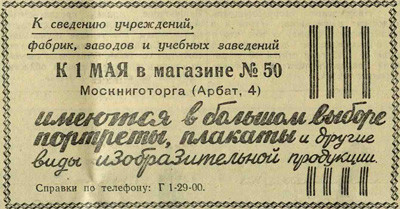 К сведению учреждений,
фабрик, заводов и учебных заведений
К 1 МАЯ в магазине № 50
Москниготорга (Арбат, 4)
имеются в большом выборе
портреты, плакаты и другие
виды изобразительной продукции.
Справки по телефону: Г 1-29-00.